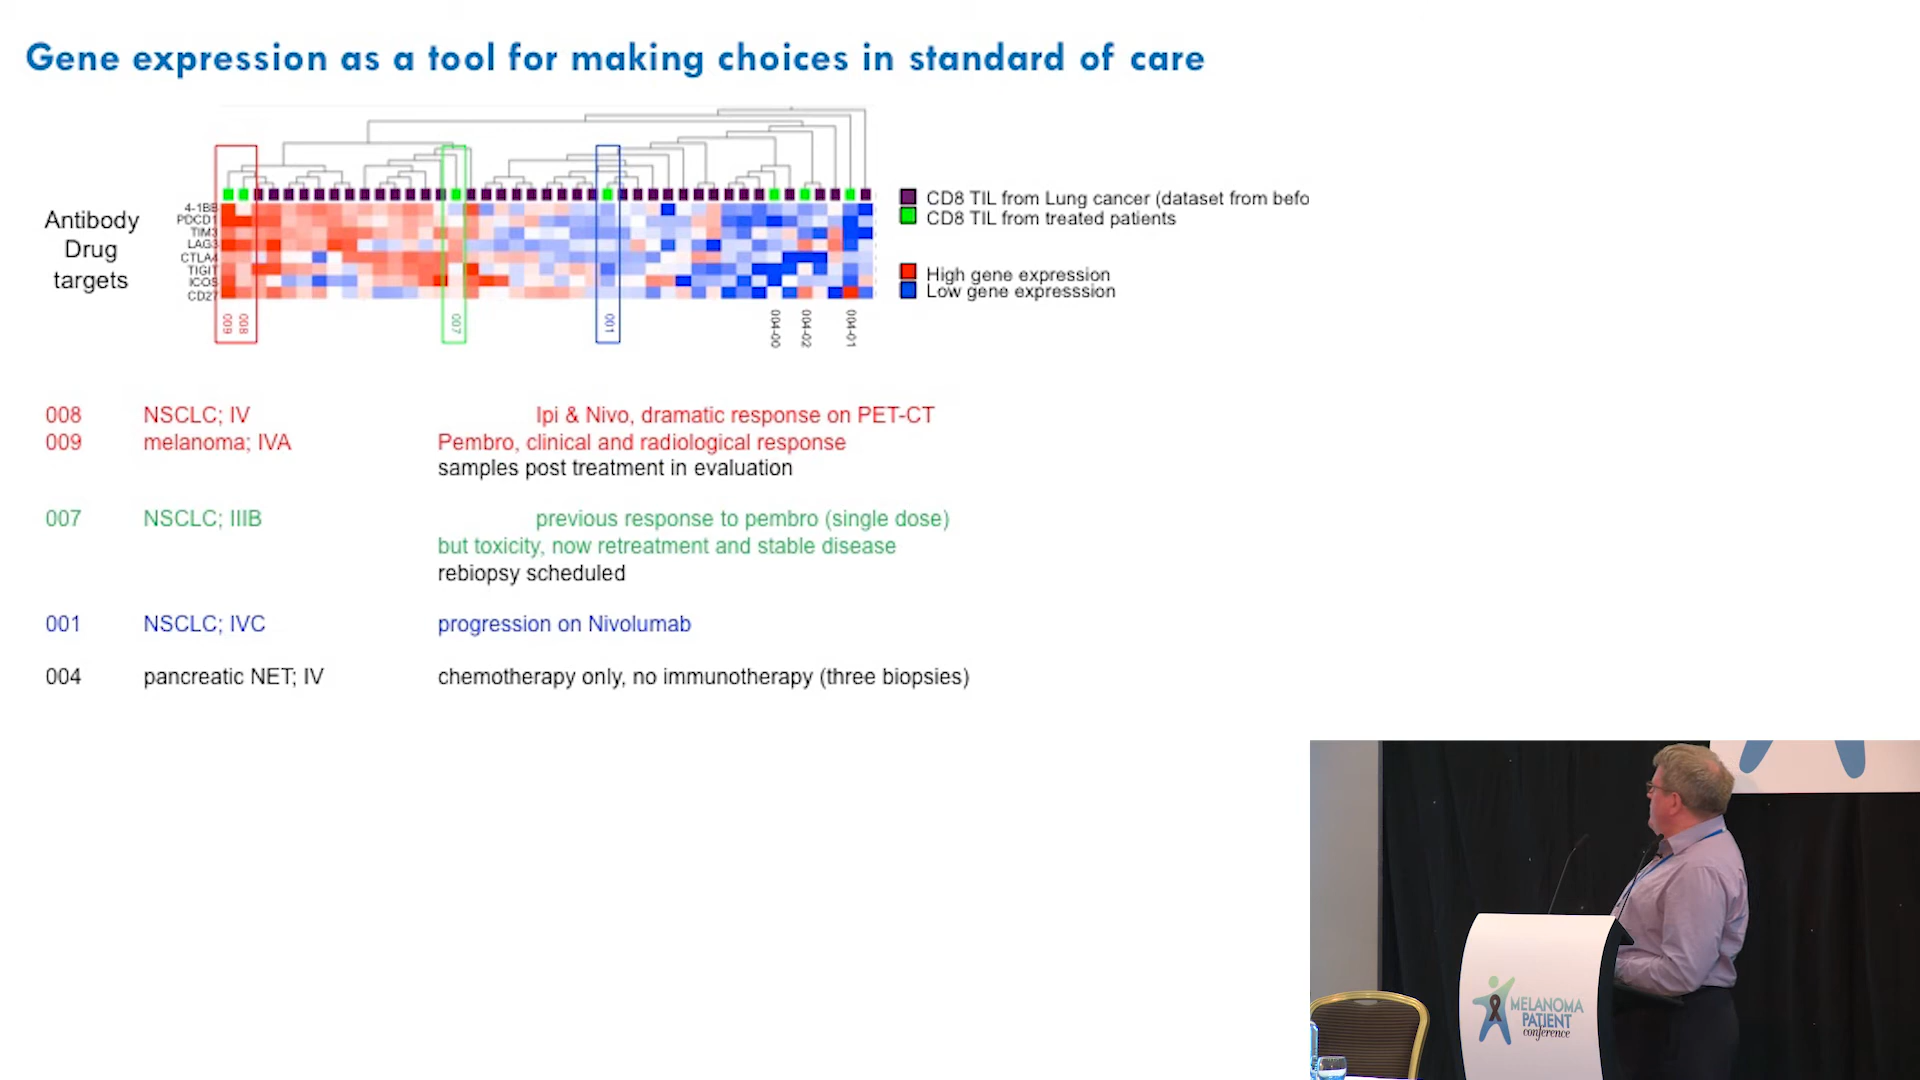 Gene expression as a tool for making choices in standard of care
Antibody
Drug
targets
4-1BB
PDCD1
TIM3
LAG3
CTLA4
TIGIT
ICOS
CD27
009
008
007
001
004-00
004-02
004-01
CD8 TIL from Lung cancer (dataset from befo
CD8 TIL from treated patients
High gene expression
Low gene expresssion
008 NSCLC; IV Ipi & Nivo, dramatic response on PET-CT
009 melanoma; IVA Pembro, clinical and radiological response
samples post treatment in evaluation
007 NSCLC; IIIB previous response to pembro (single dose)
but toxicity, now retreatment and stable disease
rebiopsy scheduled
001 NSCLC; IVC progression on Nivolumab
004 pancreatic NET; IV chemotherapy only, no immunotherapy (three biopsies)
MELANOMA
PATIENT
conference